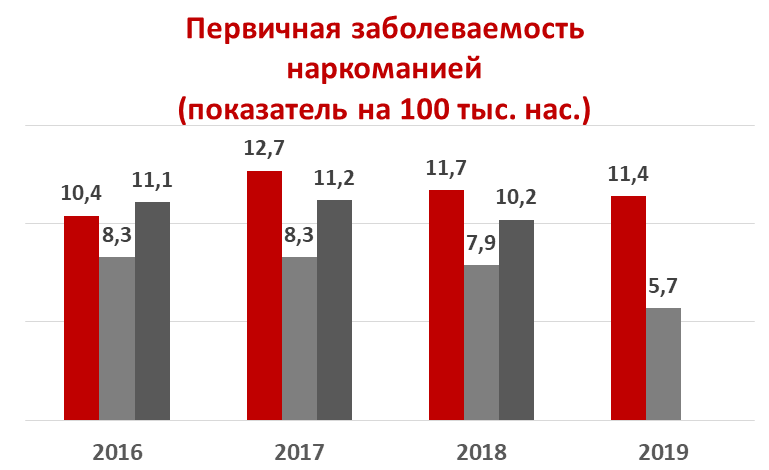 Первичная заболеваемость
наркоманией
(показатель на 100 тыс. нас.)
10,4 8,3 11,1
12,7 8,3 11,2
11,7 7,9 10,2
11,4 5,7
2016 2017 2018 2019